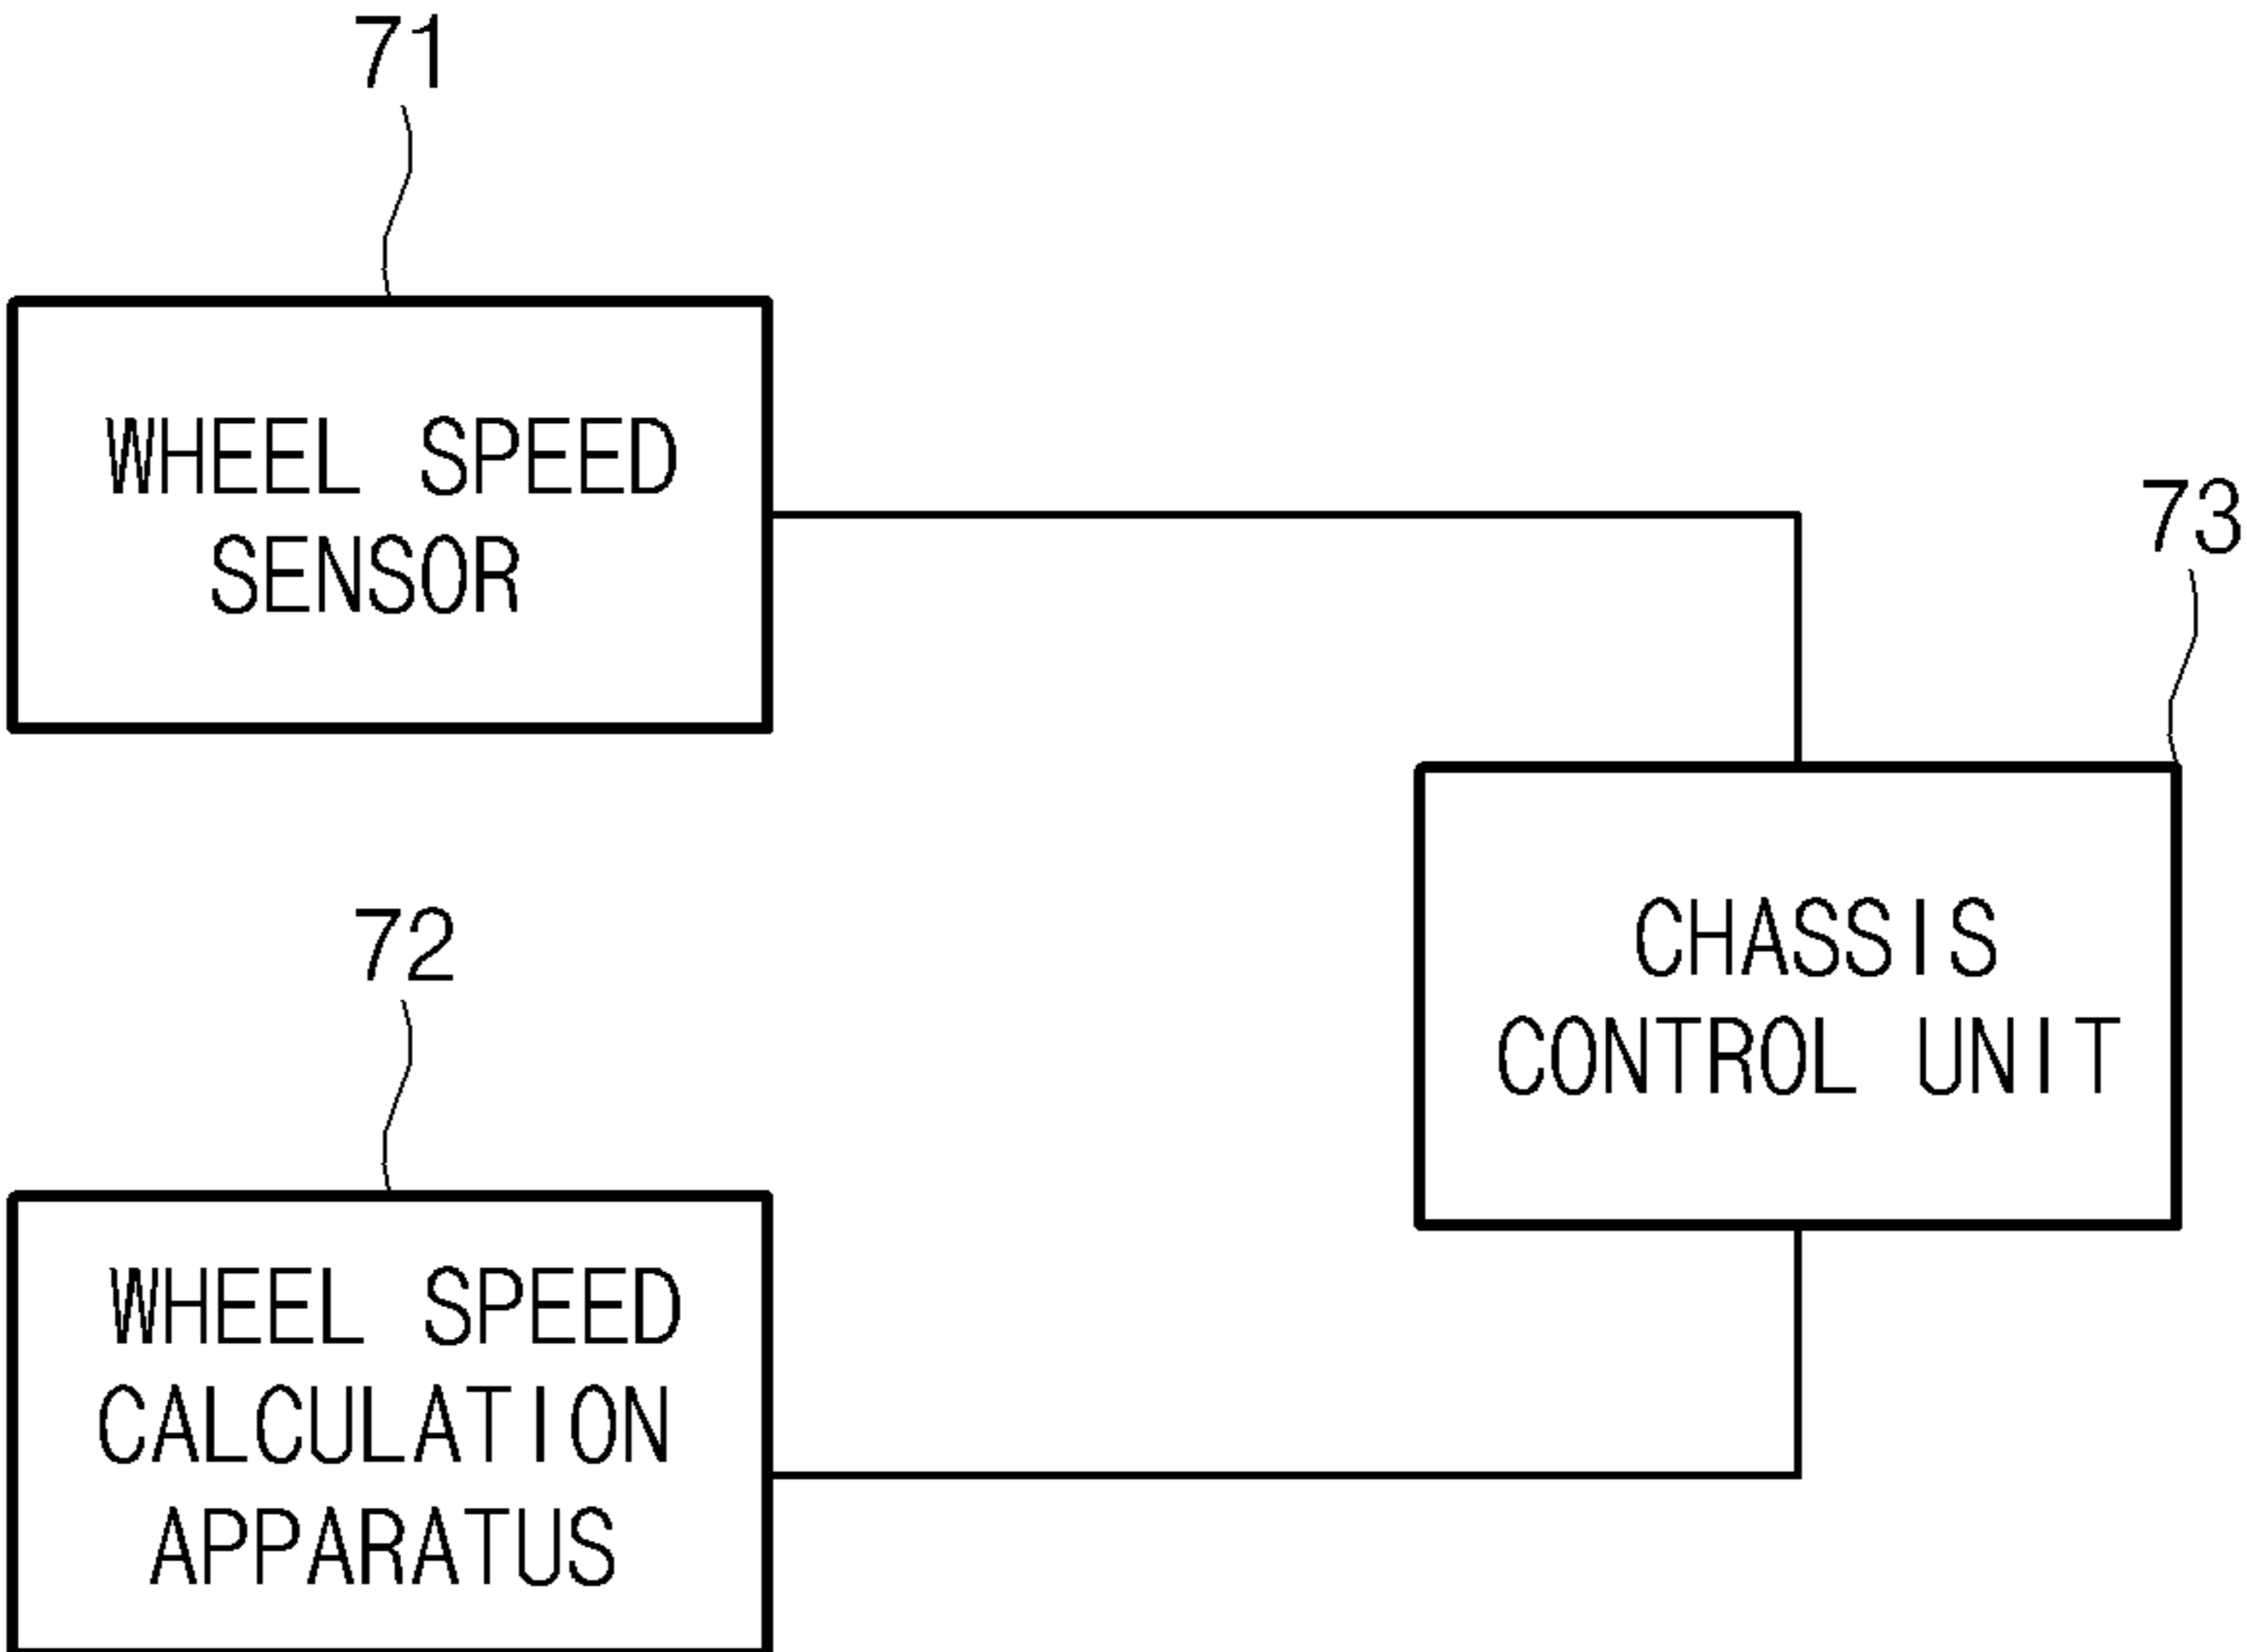 71
WHEEL SPEED
SENSOR
73
CHASSIS
CONTROL UNIT
72
WHEEL SPEED
CALCULATION
APPARATUS